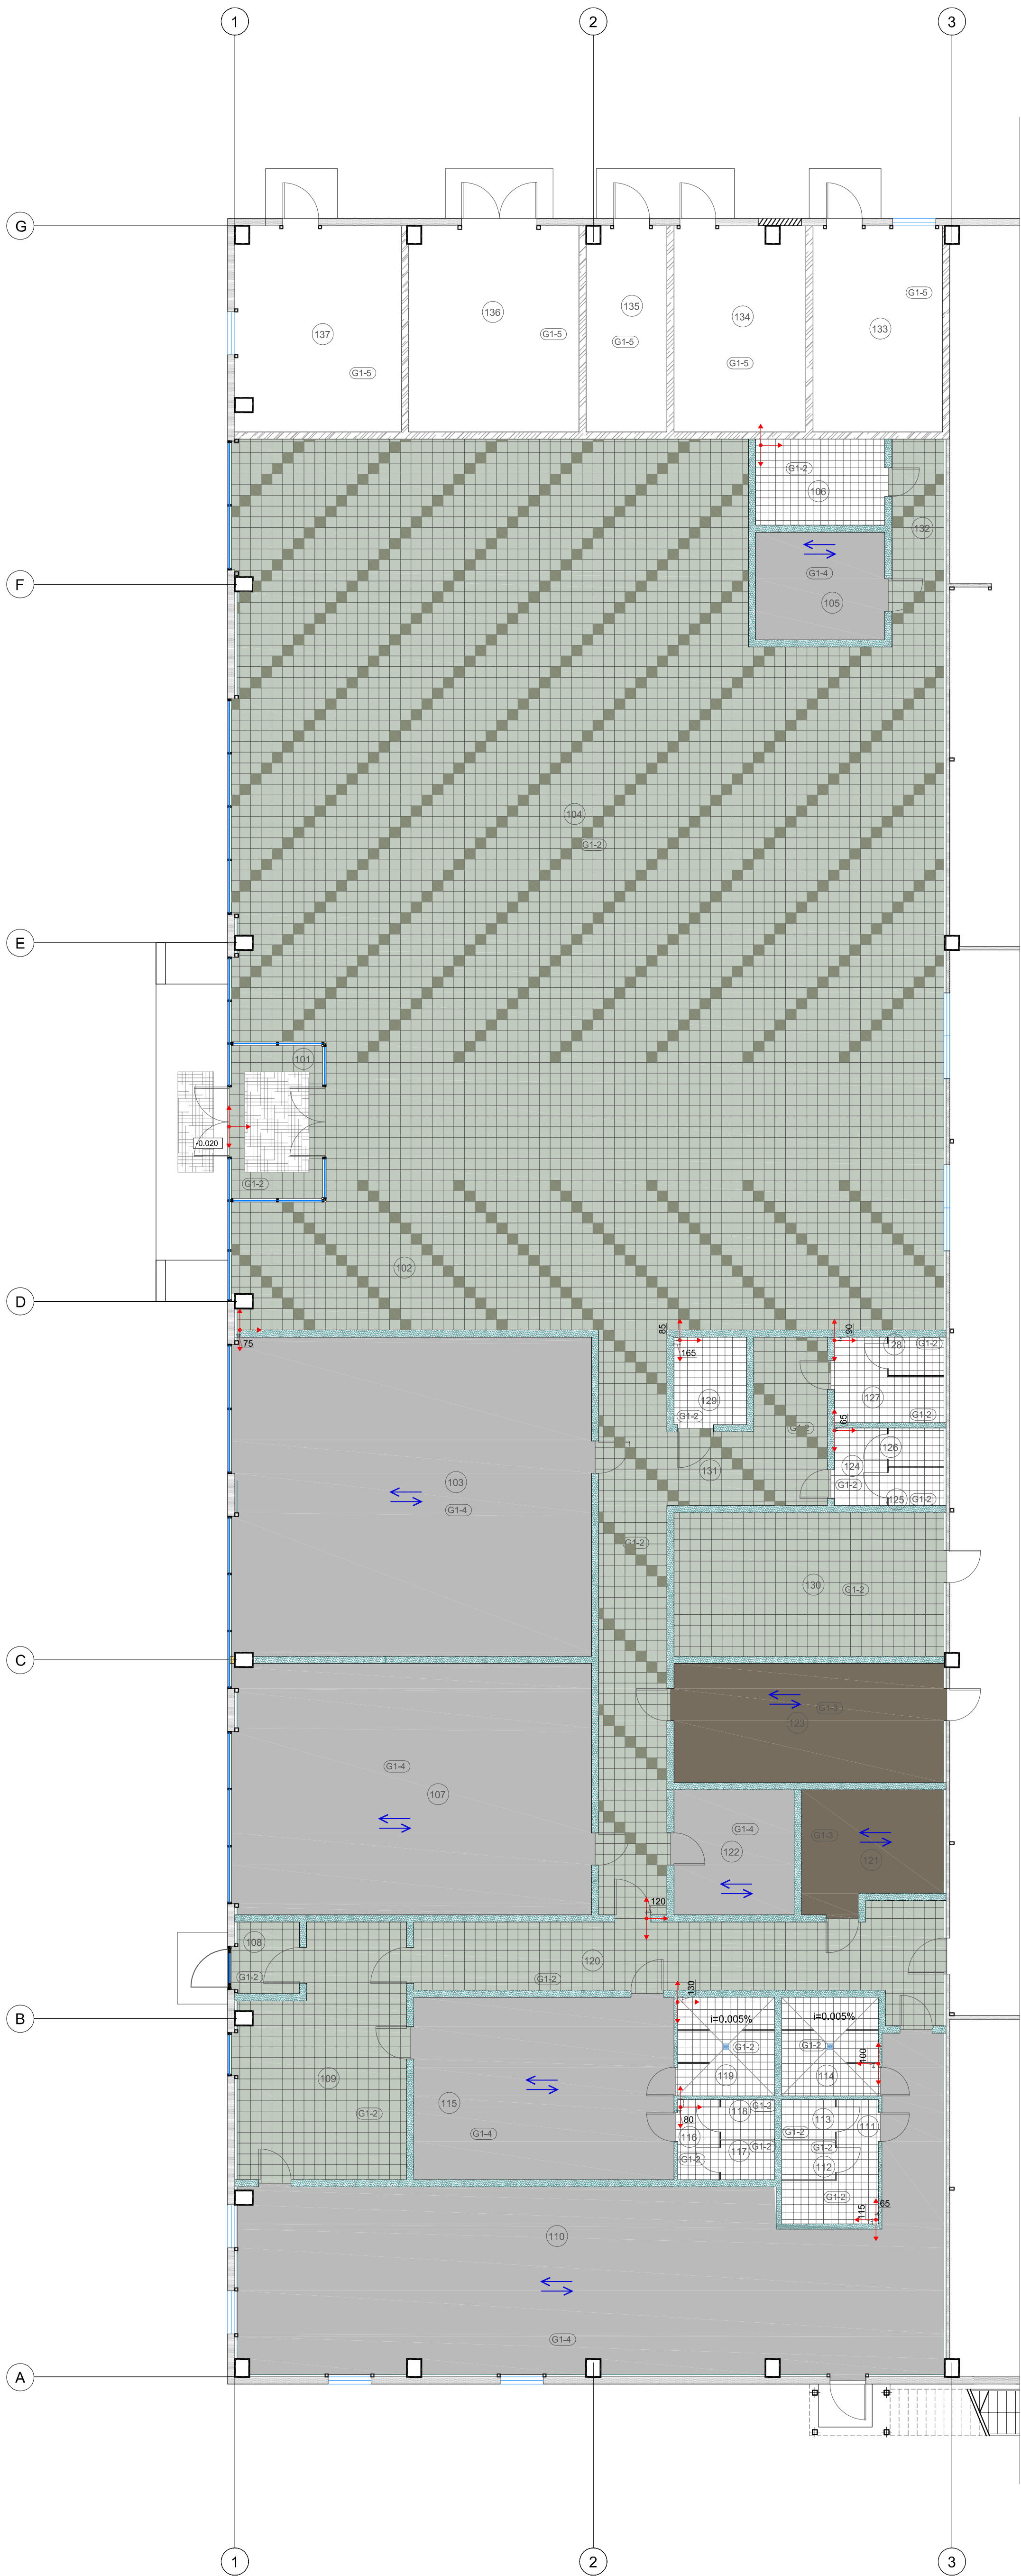 1
2
3
G
G1-5
136
135
134
133
137
G1-5
G1-5
G1-5
G1-5
G1-2
106
132
F
G1-4
105
104
G1-2
E
101
-0.020
G1-2
102
D
85
90
75
165
128
G1-2
129
127
G1-2
G1-2
65
G1-2
126
124
131
103
G1-2
G1-4
125
G1-2
G1-2
130
G1-2
C
G1-3
123
G1-4
107
G1-4
122
G1-3
121
120
108
G1-2
G1-2
120
130
B
i=0.005%
i=0.005%
G1-2
G1-2
100
119
114
109
115
G1-2
118
G1-2
80
113
111
G1-4
116
G1-2
G1-2
117
G1-2
G1-2
112
G1-2
65
115
110
G1-4
A
1
2
3